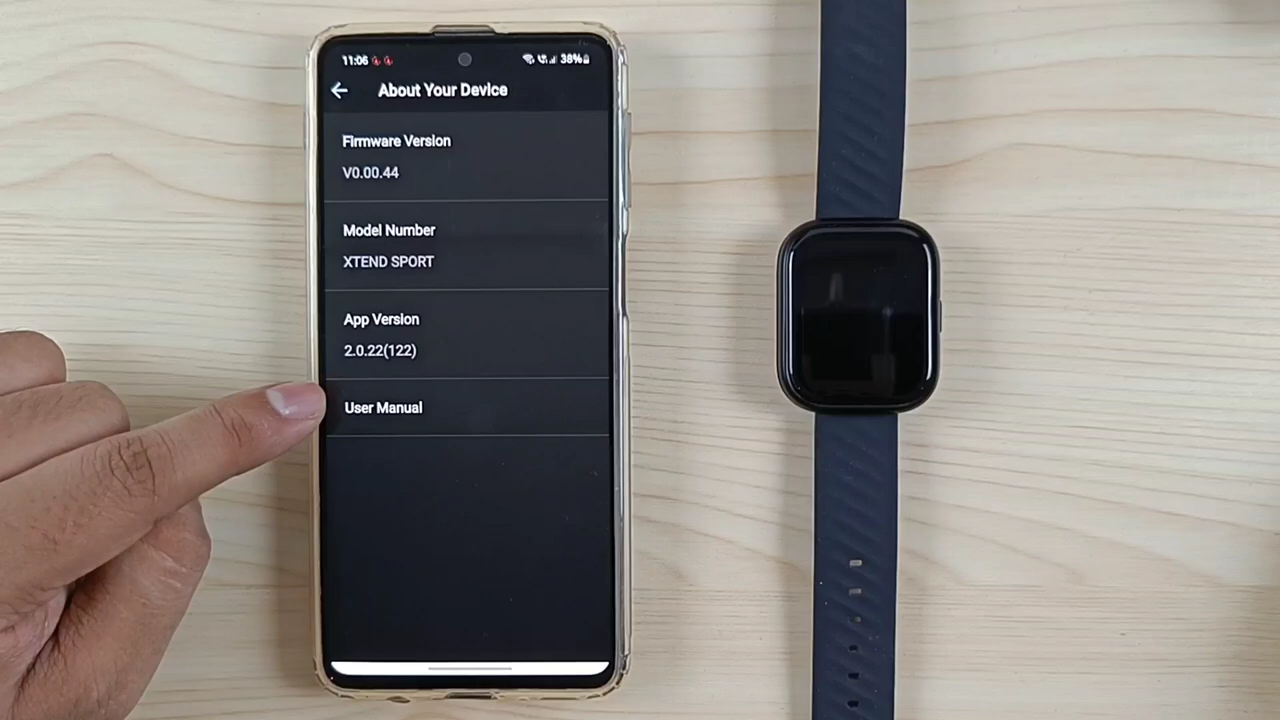 11:06 38%
About Your Device
Firmware Version
V0.00.44
Model Number
XTEND SPORT
App Version
2.0.22(122)
User Manual